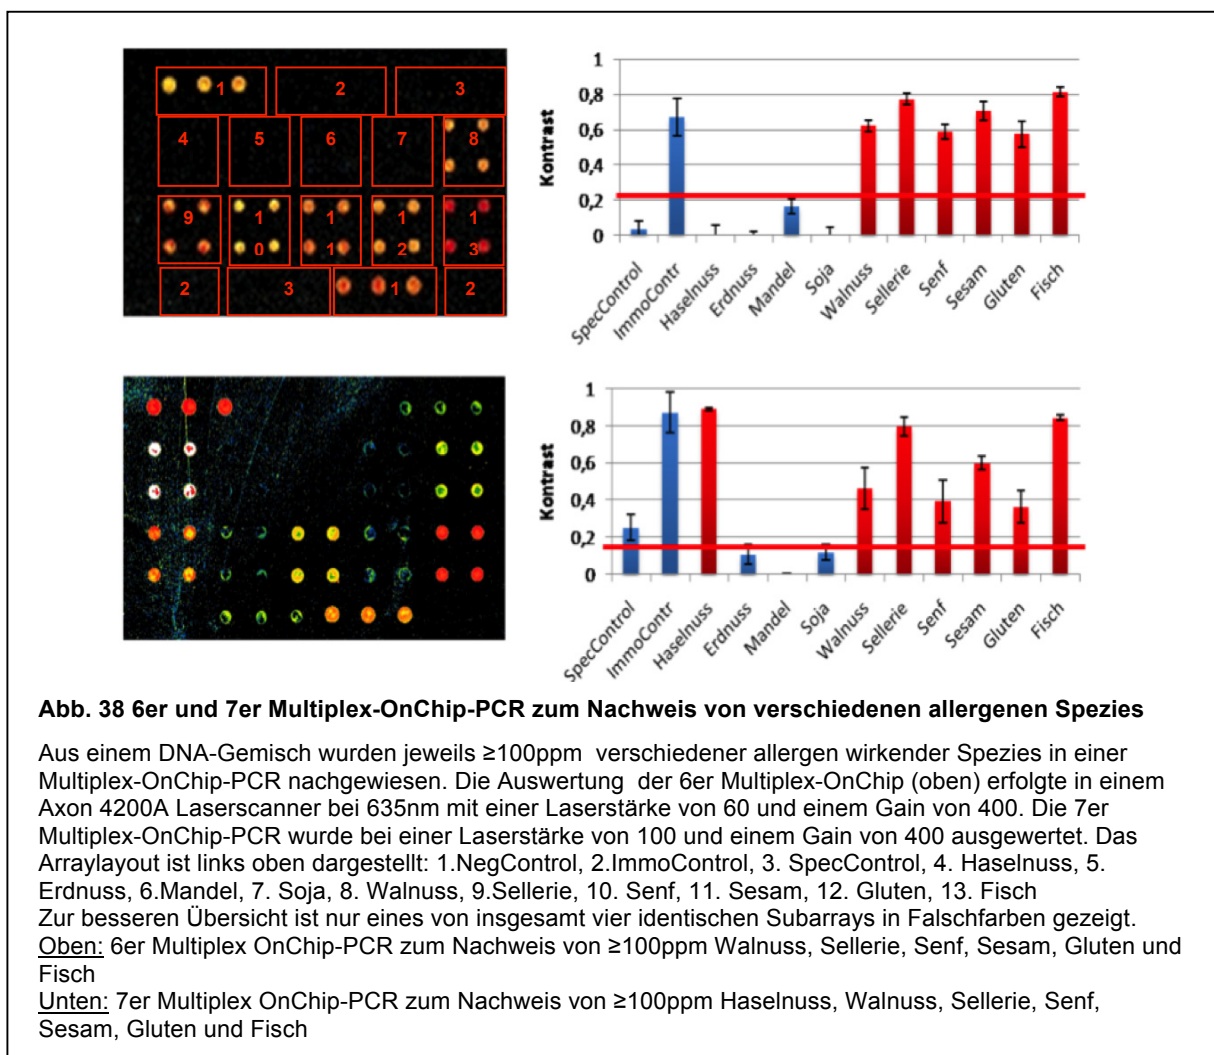 1 2 3
4 5 6 7 8
9 1 1 1 1
0 1 2 3
2 3 1 2
Kontrast
1
0,8
0,6
0,4
0,2
0
SpecControl
ImmoContr
Haselnuss
Erdnuss
Mandel
Soja
Walnuss
Sellerie
Senf
Sesam
Gluten
Fisch
Kontrast
1
0,8
0,6
0,4
0,2
0
SpecControl
ImmoContr
Haselnuss
Erdnuss
Mandel
Soja
Walnuss
Sellerie
Senf
Sesam
Gluten
Fisch
Abb. 38 6er und 7er Multiplex-OnChip-PCR zum Nachweis von verschiedenen allergenen Spezies
Aus einem DNA-Gemisch wurden jeweils ≥100ppm verschiedener allergen wirkender Spezies in einer
Multiplex-OnChip-PCR nachgewiesen. Die Auswertung der 6er Multiplex-OnChip (oben) erfolgte in einem
Axon 4200A Laserscanner bei 635nm mit einer Laserstärke von 60 und einem Gain von 400. Die 7er
Multiplex-OnChip-PCR wurde bei einer Laserstärke von 100 und einem Gain von 400 ausgewertet. Das
Arraylayout ist links oben dargestellt: 1.NegControl, 2.ImmoControl, 3. SpecControl, 4. Haselnuss, 5.
Erdnuss, 6.Mandel, 7. Soja, 8. Walnuss, 9.Sellerie, 10. Senf, 11. Sesam, 12. Gluten, 13. Fisch
Zur besseren Übersicht ist nur eines von insgesamt vier identischen Subarrays in Falschfarben gezeigt.
Oben: 6er Multiplex OnChip-PCR zum Nachweis von ≥100ppm Walnuss, Sellerie, Senf, Sesam, Gluten und
Fisch
Unten: 7er Multiplex OnChip-PCR zum Nachweis von ≥100ppm Haselnuss, Walnuss, Sellerie, Senf,
Sesam, Gluten und Fisch